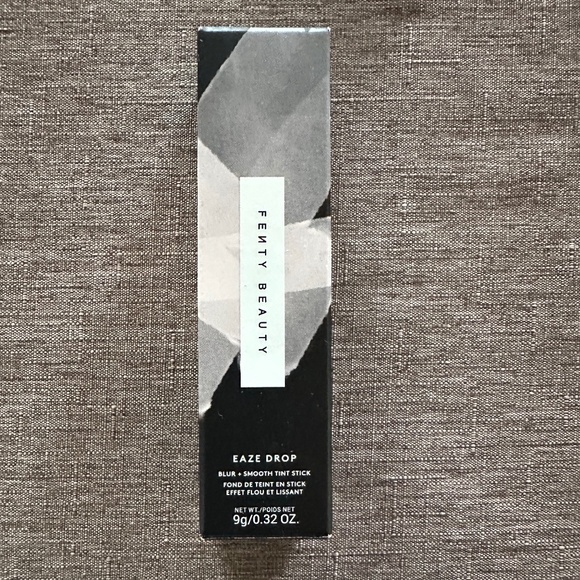 FEИTY BEAUTY
EAZE DROP
BLUR + SMOOTH TINT STICK
FOND DE TEINT EN STICK
EFFET FLOU ET LISSANT
NET WT./POIDS NET
9g/0.32 OZ.